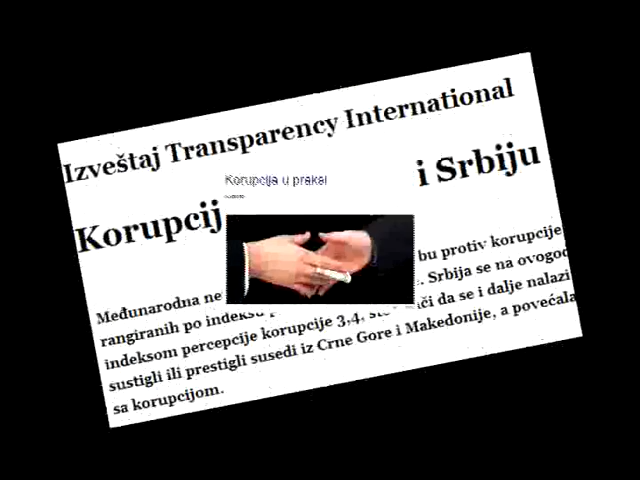 Izveštaj Transparency International
Korupcij i Srbiju
Korupcija u praksi
Međunarodna ne bu protiv korupcije
rangiranih po indeksu . Srbija se na ovogod
indeksom percepcije korupcije 3,4, iči da se i dalje nalazi
sustigli ili prestigli susedi iz Crne Gore i Makedonije, a povećala
sa korupcijom.